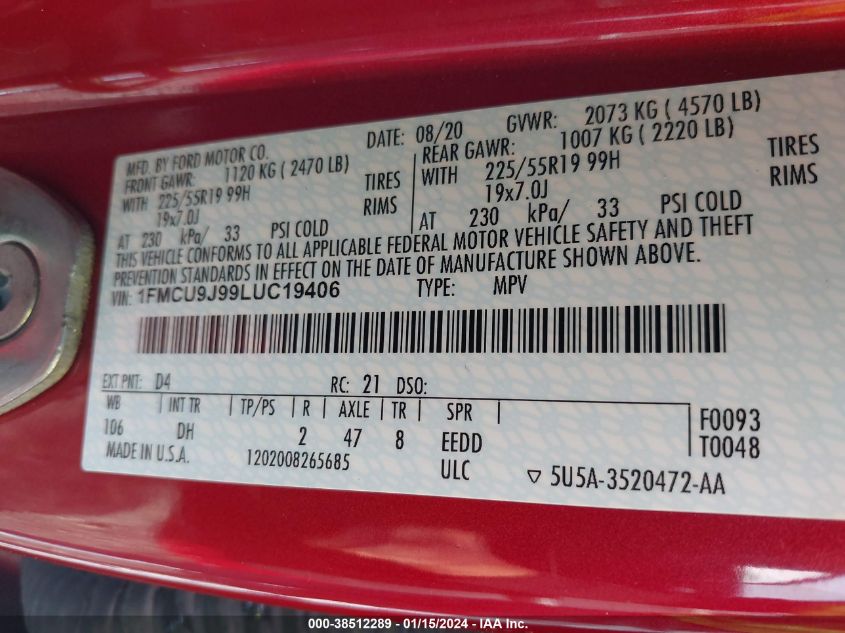 MFD. BY FORD MOTOR CO. DATE: 08/20 GVWR: 2073 KG ( 4570 LB)
FRONT GAWR: 1120 KG ( 2470 LB) REAR GAWR: 1007 KG ( 2220 LB)
WITH 225/55R19 99H TIRES WITH 225/55R19 99H TIRES
19x7.0J RIMS 19x7.0J RIMS
AT 230 kPa/ 33 PSI COLD AT 230 kPa/ 33 PSI COLD
THIS VEHICLE CONFORMS TO ALL APPLICABLE FEDERAL MOTOR VEHICLE SAFETY AND THEFT
PREVENTION STANDARDS IN EFFECT ON THE DATE OF MANUFACTURE SHOWN ABOVE.
VIN: 1FMCU9J99LUC19406 TYPE: MPV
EXT PNT: D4 RC: 21 DSO:
WB INT TR TP/PS R AXLE TR SPR F0093
106 DH 2 47 8 EEDD T0048
MADE IN U.S.A. 1202008265685 ULC ▽ 5U5A-3520472-AA
000-38512289 - 01/15/2024 - IAA Inc.